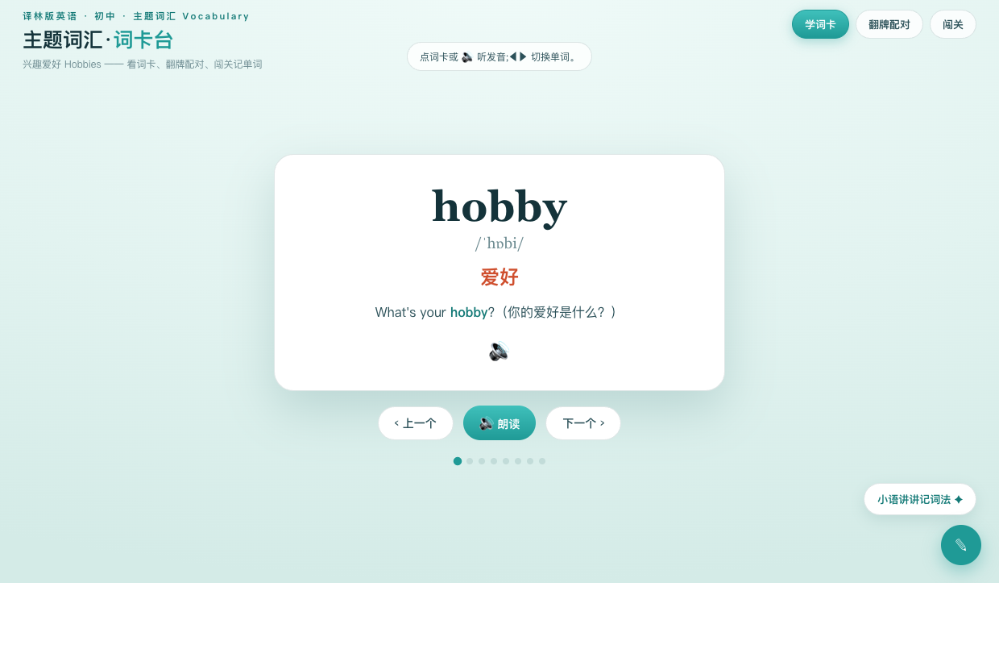 译林版英语 · 初中 · 主题词汇 Vocabulary
主题词汇·词卡台
兴趣爱好 Hobbies —— 看词卡、翻牌配对、闯关记单词
点词卡或 🔈 听发音;◀ ▶ 切换单词。
学词卡
翻牌配对
闯关
hobby
/ˈhɒbi/
爱好
What's your hobby?（你的爱好是什么？）
‹ 上一个
🔊 朗读
下一个 ›
小语讲讲记词法 ✦